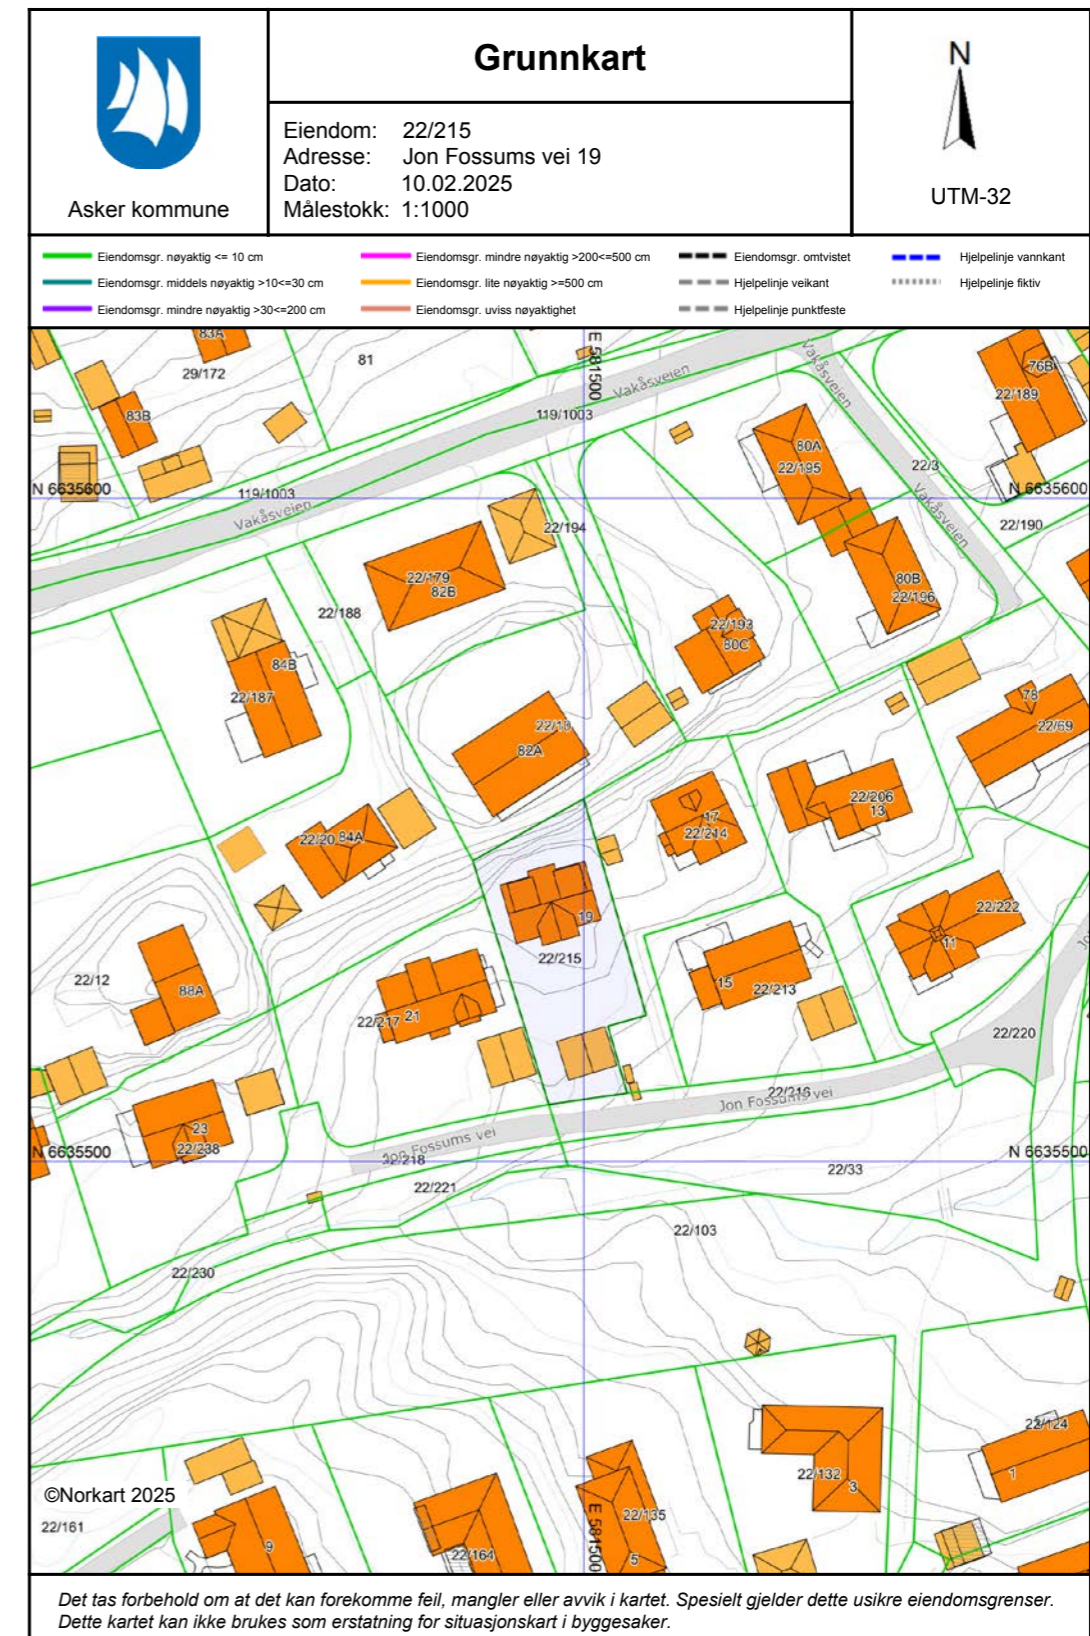 Grunnkart
N
Eiendom: 22/215
Adresse: Jon Fossums vei 19
Dato: 10.02.2025
Målestokk: 1:1000
Asker kommune
UTM-32
Eiendomsgr. nøyaktig <= 10 cm
Eiendomsgr. middels nøyaktig >10<=30 cm
Eiendomsgr. mindre nøyaktig >30<=200 cm
Eiendomsgr. mindre nøyaktig >200<=500 cm
Eiendomsgr. lite nøyaktig >=500 cm
Eiendomsgr. uviss nøyaktighet
Eiendomsgr. omtvistet
Hjelpelinje veikant
Hjelpelinje punktfeste
Hjelpelinje vannkant
Hjelpelinje fiktiv
83A
81
29/172
E 581500
Vakåsveien
Vakåsveien
76B
22/189
83B
119/1003
80A
22/195
22/3
N 6635600
119/1003
Vakåsveien
Vakåsveien
N 6635600
22/194
22/190
22/179
82B
80B
22/196
22/188
22/193
80C
84B
22/187
78
22/69
82A
22/206
13
17
22/214
22/20
84A
22/222
19
11
22/215
22/12
88A
15
22/213
22/217
21
22/220
22/216
Jon Fossums vei
23
22/238
Jon Fossums vei
N 6635500
22/218
N 6635500
22/33
22/221
22/103
22/230
22/124
22/132
3
1
©Norkart 2025
E 581500
22/135
22/161
9
22/164
5
Det tas forbehold om at det kan forekomme feil, mangler eller avvik i kartet. Spesielt gjelder dette usikre eiendomsgrenser.
Dette kartet kan ikke brukes som erstatning for situasjonskart i byggesaker.